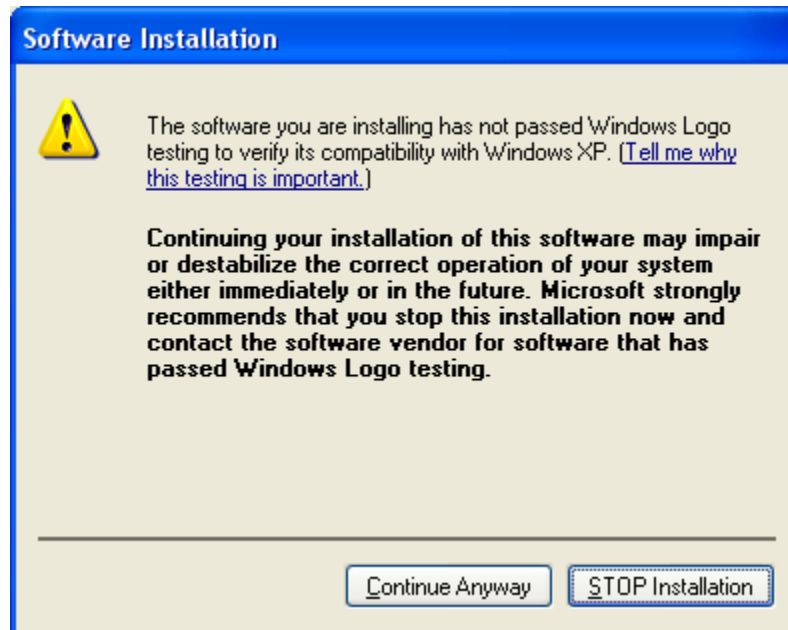 Software Installation
The software you are installing has not passed Windows Logo
testing to verify its compatibility with Windows XP. (Tell me why
this testing is important.)
Continuing your installation of this software may impair
or destabilize the correct operation of your system
either immediately or in the future. Microsoft strongly
recommends that you stop this installation now and
contact the software vendor for software that has
passed Windows Logo testing.
Continue Anyway
STOP Installation